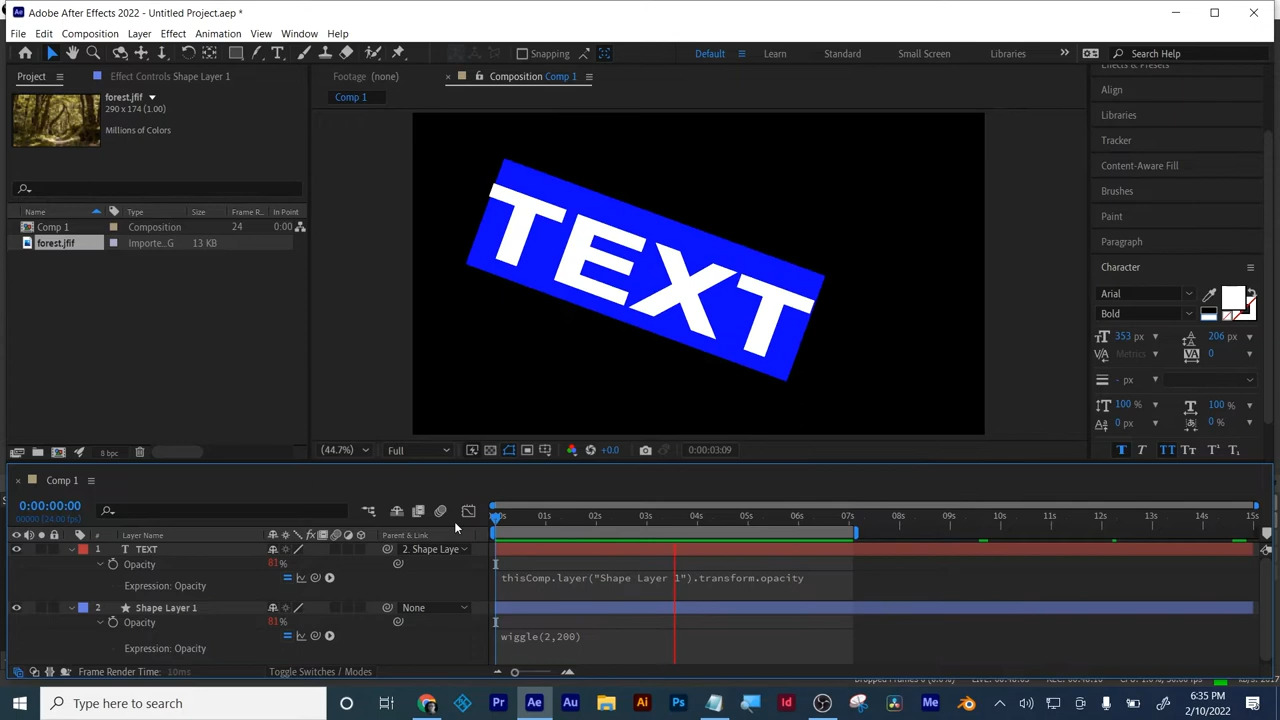 Adobe After Effects 2022 - Untitled Project.aep *
File Edit Composition Layer Effect Animation View Window Help
Snapping Default Learn Standard Small Screen Libraries Search Help
Project Effect Controls Shape Layer 1 Footage (none) Composition Comp 1
forest.jfif
290 x 174 (1.00)
Millions of Colors
Comp 1
Effects & Presets
Align
Libraries
Tracker
Content-Aware Fill
Brushes
Paint
Paragraph
Character
Arial
Bold
353 px 206 px
Metrics 0
- px
100 % 100 %
0 px 0 %
TEXT
Name Type Size Frame R... In Point
Comp 1 Composition 24 0:00
forest.jfif Importe...G 13 KB
8 bpc
(44.7%) Full +0.0 0:00:03:09
Comp 1
0:00:00:00
00000 (24.00 fps)
01s 02s 03s 04s 05s 06s 07s 08s 09s 10s 11s 12s 13s 14s 15s
# Layer Name Parent & Link
1 TEXT 2. Shape Laye
Opacity 81%
Expression: Opacity
thisComp.layer("Shape Layer 1").transform.opacity
2 Shape Layer 1 None
Opacity 81%
Expression: Opacity
wiggle(2,200)
Frame Render Time: 10ms Toggle Switches / Modes
Type here to search
6:35 PM
2/10/2022